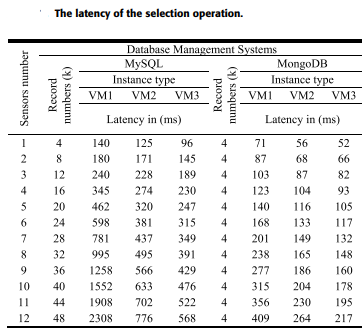 The latency of the selection operation.
Database Management Systems
Sensors number
MySQL
MongoDB
Record numbers (k)
Instance type
Record numbers (k)
Instance type
VM1 VM2 VM3 VM1 VM2 VM3
Latency in (ms) Latency in (ms)
1 4 140 125 96 4 71 56 52
2 8 180 171 145 4 87 68 66
3 12 240 228 189 4 103 87 82
4 16 345 274 230 4 123 104 93
5 20 462 320 247 4 140 116 105
6 24 598 381 315 4 168 133 117
7 28 781 437 349 4 201 149 132
8 32 995 495 391 4 238 165 148
9 36 1258 566 429 4 277 186 160
10 40 1552 633 476 4 315 204 178
11 44 1908 702 522 4 356 230 195
12 48 2308 776 568 4 409 264 217